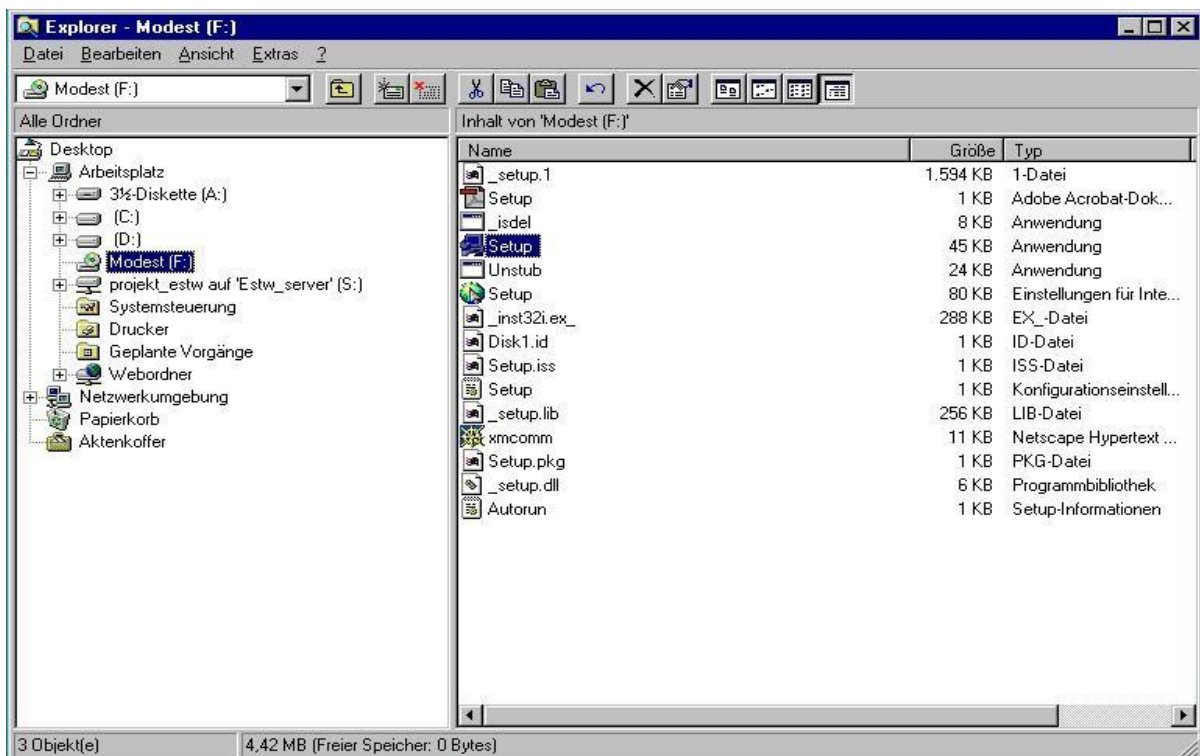 Explorer - Modest (F:)
Datei Bearbeiten Ansicht Extras ?
Modest (F:)
Alle Ordner
Inhalt von 'Modest (F:)'
Desktop
Arbeitsplatz
3½-Diskette (A:)
(C:)
(D:)
Modest (F:)
projekt_estw auf 'Estw_server' (S:)
Systemsteuerung
Drucker
Geplante Vorgänge
Webordner
Netzwerkumgebung
Papierkorb
Aktenkoffer
Name Größe Typ
_setup.1 1.594 KB 1-Datei
Setup 1 KB Adobe Acrobat-Dok...
_isdel 8 KB Anwendung
Setup 45 KB Anwendung
Unstub 24 KB Anwendung
Setup 80 KB Einstellungen für Inte...
_inst32i.ex_ 288 KB EX_-Datei
Disk1.id 1 KB ID-Datei
Setup.iss 1 KB ISS-Datei
Setup 1 KB Konfigurationseinstell...
_setup.lib 256 KB LIB-Datei
xmcomm 11 KB Netscape Hypertext ...
Setup.pkg 1 KB PKG-Datei
_setup.dll 6 KB Programmbibliothek
Autorun 1 KB Setup-Informationen
3 Objekt(e) 4,42 MB (Freier Speicher: 0 Bytes)